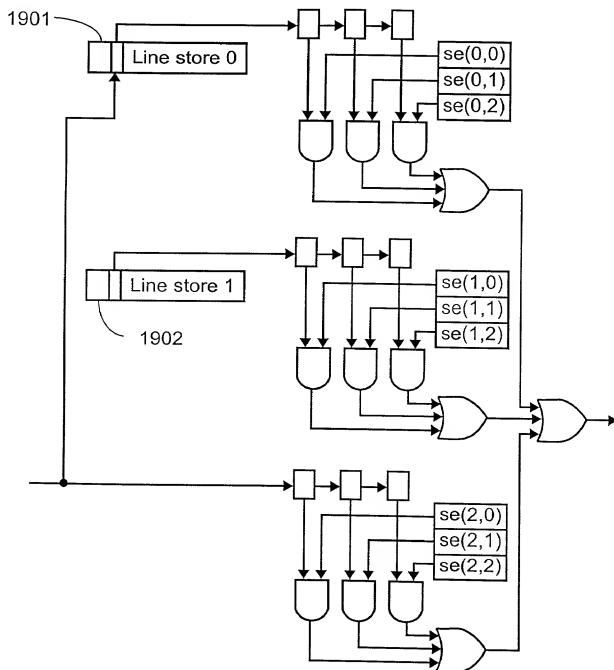 1901
Line store 0
se(0,0)
se(0,1)
se(0,2)
Line store 1
1902
se(1,0)
se(1,1)
se(1,2)
se(2,0)
se(2,1)
se(2,2)